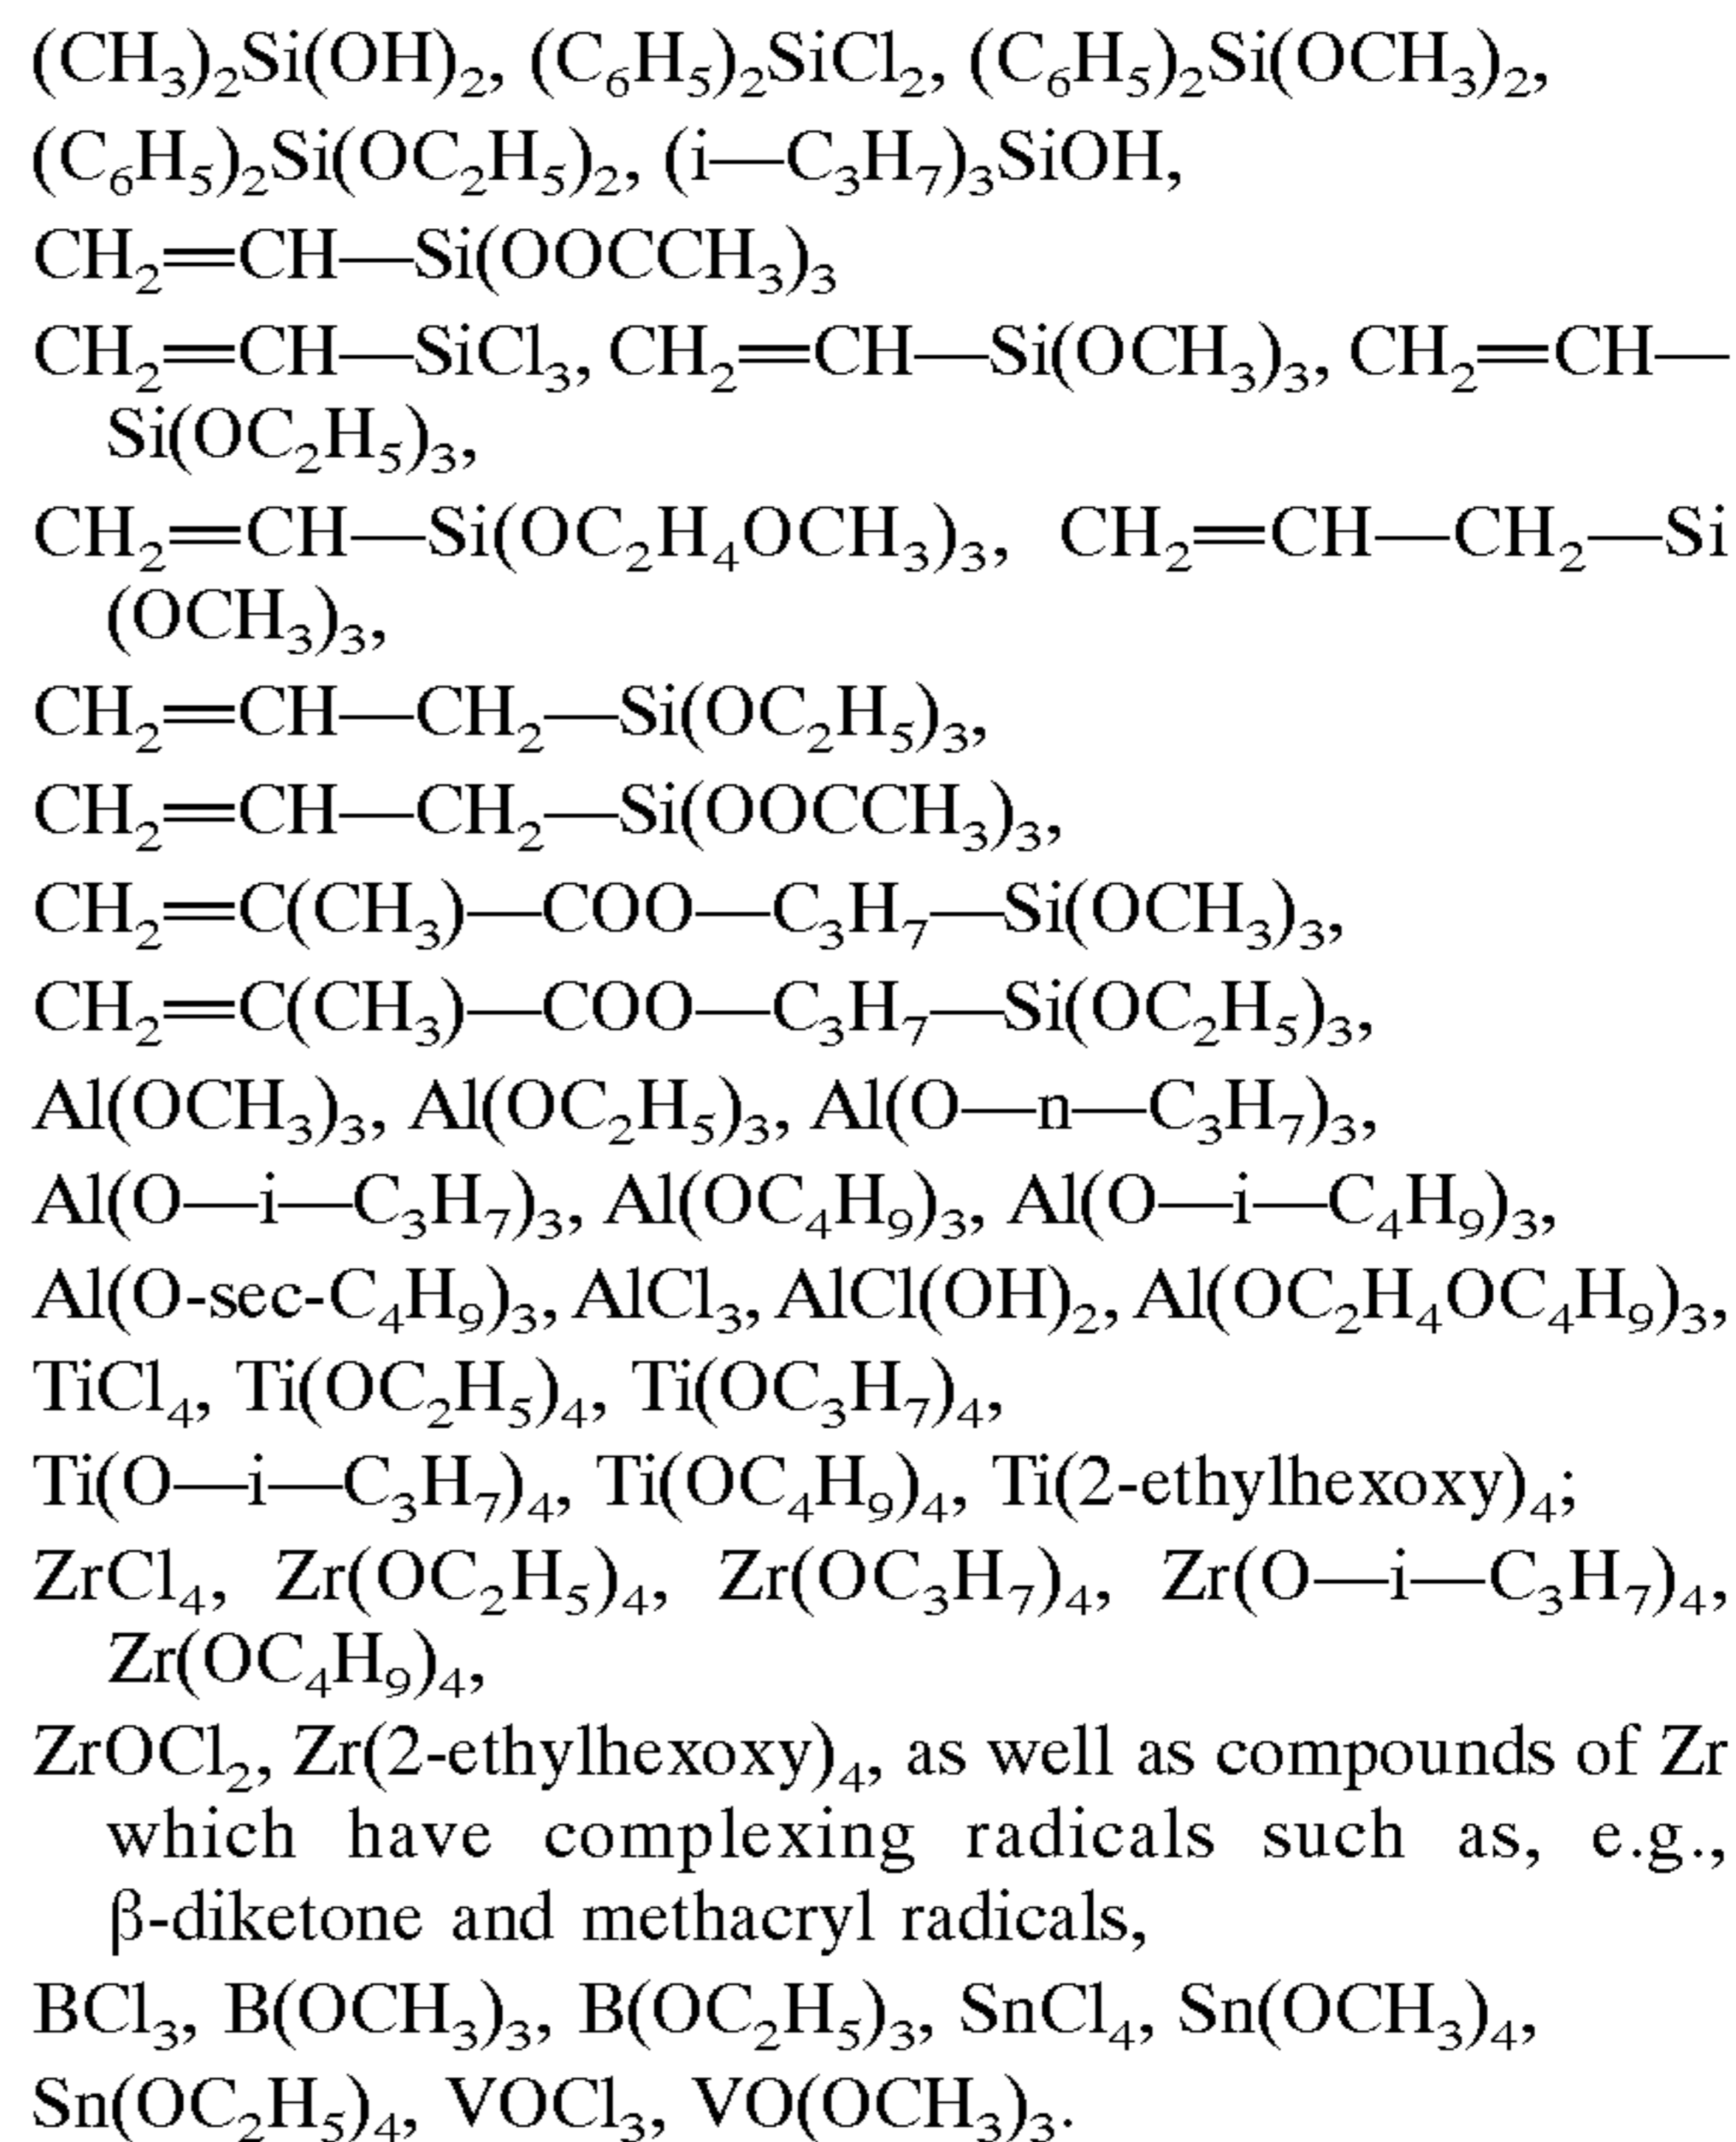 (CH₃)₂Si(OH)₂, (C₆H₅)₂SiCl₂, (C₆H₅)₂Si(OCH₃)₂,
(C₆H₅)₂Si(OC₂H₅)₂, (i—C₃H₇)₃SiOH,
CH₂═CH—Si(OOCCH₃)₃
CH₂═CH—SiCl₃, CH₂═CH—Si(OCH₃)₃, CH₂═CH—
Si(OC₂H₅)₃,
CH₂═CH—Si(OC₂H₄OCH₃)₃, CH₂═CH—CH₂—Si
(OCH₃)₃,
CH₂═CH—CH₂—Si(OC₂H₅)₃,
CH₂═CH—CH₂—Si(OOCCH₃)₃,
CH₂═C(CH₃)—COO—C₃H₇—Si(OCH₃)₃,
CH₂═C(CH₃)—COO—C₃H₇—Si(OC₂H₅)₃,
Al(OCH₃)₃, Al(OC₂H₅)₃, Al(O—n—C₃H₇)₃,
Al(O—i—C₃H₇)₃, Al(OC₄H₉)₃, Al(O—i—C₄H₉)₃,
Al(O-sec-C₄H₉)₃, AlCl₃, AlCl(OH)₂, Al(OC₂H₄OC₄H₉)₃,
TiCl₄, Ti(OC₂H₅)₄, Ti(OC₃H₇)₄,
Ti(O—i—C₃H₇)₄, Ti(OC₄H₉)₄, Ti(2-ethylhexoxy)₄;
ZrCl₄, Zr(OC₂H₅)₄, Zr(OC₃H₇)₄, Zr(O—i—C₃H₇)₄,
Zr(OC₄H₉)₄,
ZrOCl₂, Zr(2-ethylhexoxy)₄, as well as compounds of Zr
which have complexing radicals such as, e.g.,
β-diketone and methacryl radicals,
BCl₃, B(OCH₃)₃, B(OC₂H₅)₃, SnCl₄, Sn(OCH₃)₄,
Sn(OC₂H₅)₄, VOCl₃, VO(OCH₃)₃.